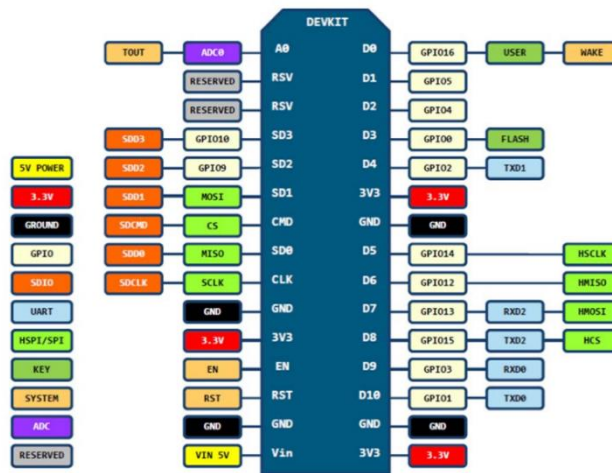 DEVKIT
TOUT ADC0 A0 D0 GPIO16 USER WAKE
RESERVED RSV D1 GPIO5
RESERVED RSV D2 GPIO4
SDD3 GPIO10 SD3 D3 GPIO0 FLASH
5V POWER SDD2 GPIO9 SD2 D4 GPIO2 TXD1
3.3V SDD1 MOSI SD1 3V3 3.3V
GROUND SDCMD CS CMD GND GND
GPIO SDD0 MISO SD0 D5 GPIO14 HSCLK
SDIO SDCLK SCLK CLK D6 GPIO12 HMISO
UART GND GND D7 GPIO13 RXD2 HMOSI
HSPI/SPI 3.3V 3V3 D8 GPIO15 TXD2 HCS
KEY EN EN D9 GPIO3 RXD0
SYSTEM RST RST D10 GPIO1 TXD0
ADC GND GND GND GND
RESERVED VIN 5V Vin 3V3 3.3V